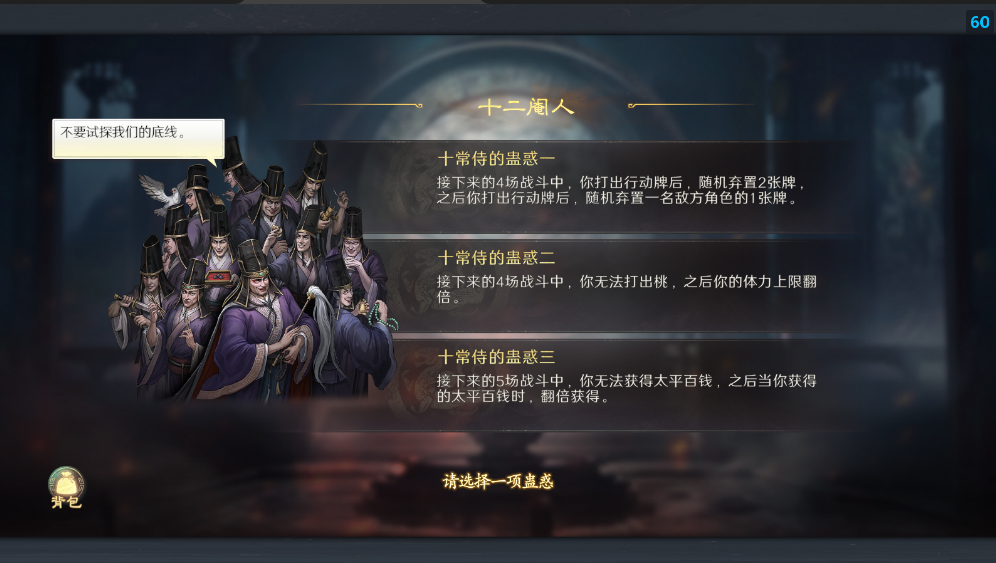 60
十二阉人
不要试探我们的底线。
十常侍的蛊惑一
接下来的4场战斗中，你打出行动牌后，随机弃置2张牌，
之后你打出行动牌后，随机弃置一名敌方角色的1张牌。
十常侍的蛊惑二
接下来的4场战斗中，你无法打出桃，之后你的体力上限翻
倍。
十常侍的蛊惑三
接下来的5场战斗中，你无法获得太平百钱，之后当你获得
的太平百钱时，翻倍获得。
请选择一项蛊惑
背包